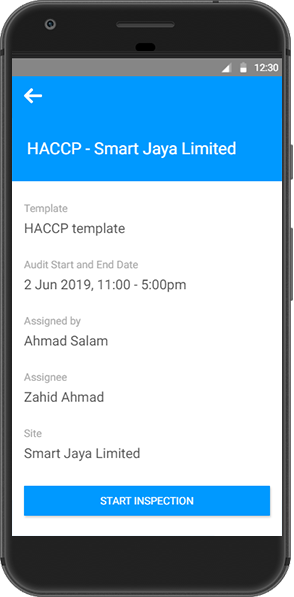 12:30
HACCP - Smart Jaya Limited
Template
HACCP template
Audit Start and End Date
2 Jun 2019, 11:00 - 5:00pm
Assigned by
Ahmad Salam
Assignee
Zahid Ahmad
Site
Smart Jaya Limited
START INSPECTION